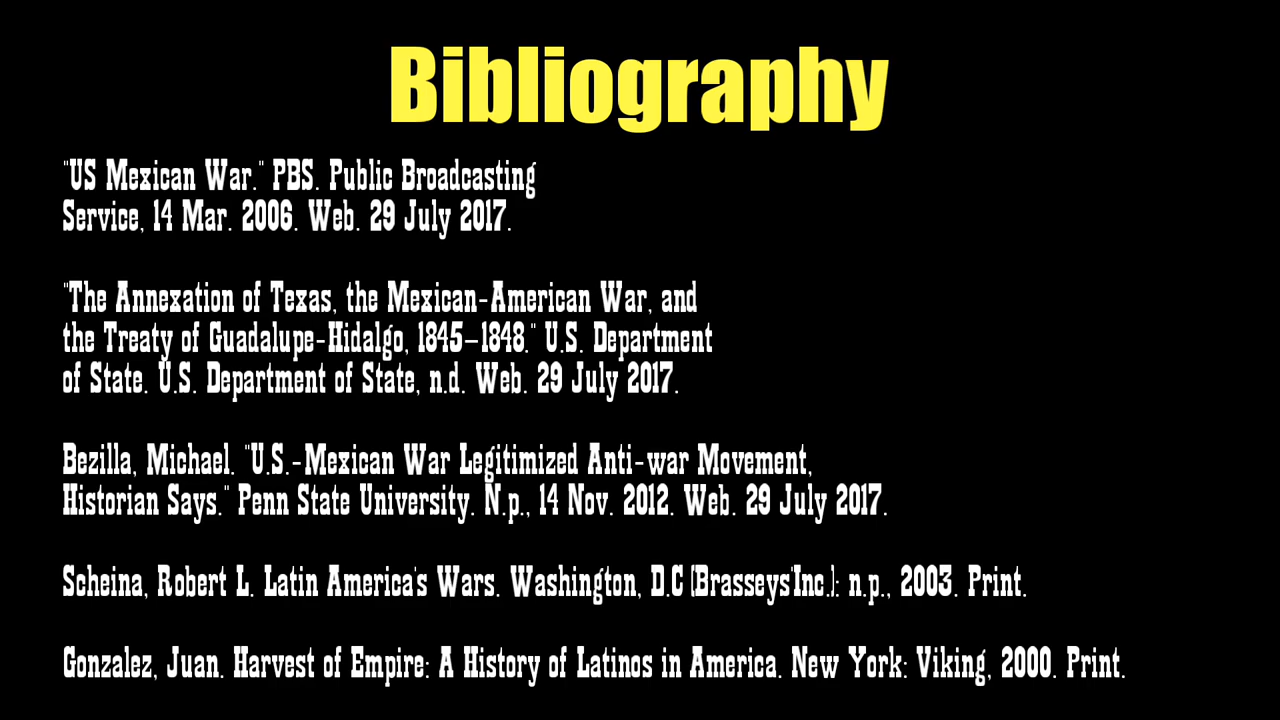 Bibliography
"US Mexican War." PBS. Public Broadcasting
Service, 14 Mar. 2006. Web. 29 July 2017.
"The Annexation of Texas, the Mexican-American War, and
the Treaty of Guadalupe-Hidalgo, 1845–1848." U.S. Department
of State. U.S. Department of State, n.d. Web. 29 July 2017.
Bezilla, Michael. "U.S.-Mexican War Legitimized Anti-war Movement,
Historian Says." Penn State University. N.p., 14 Nov. 2012. Web. 29 July 2017.
Scheina, Robert L. Latin America's Wars. Washington, D.C (Brasseys'Inc.): n.p., 2003. Print.
Gonzalez, Juan. Harvest of Empire: A History of Latinos in America. New York: Viking, 2000. Print.